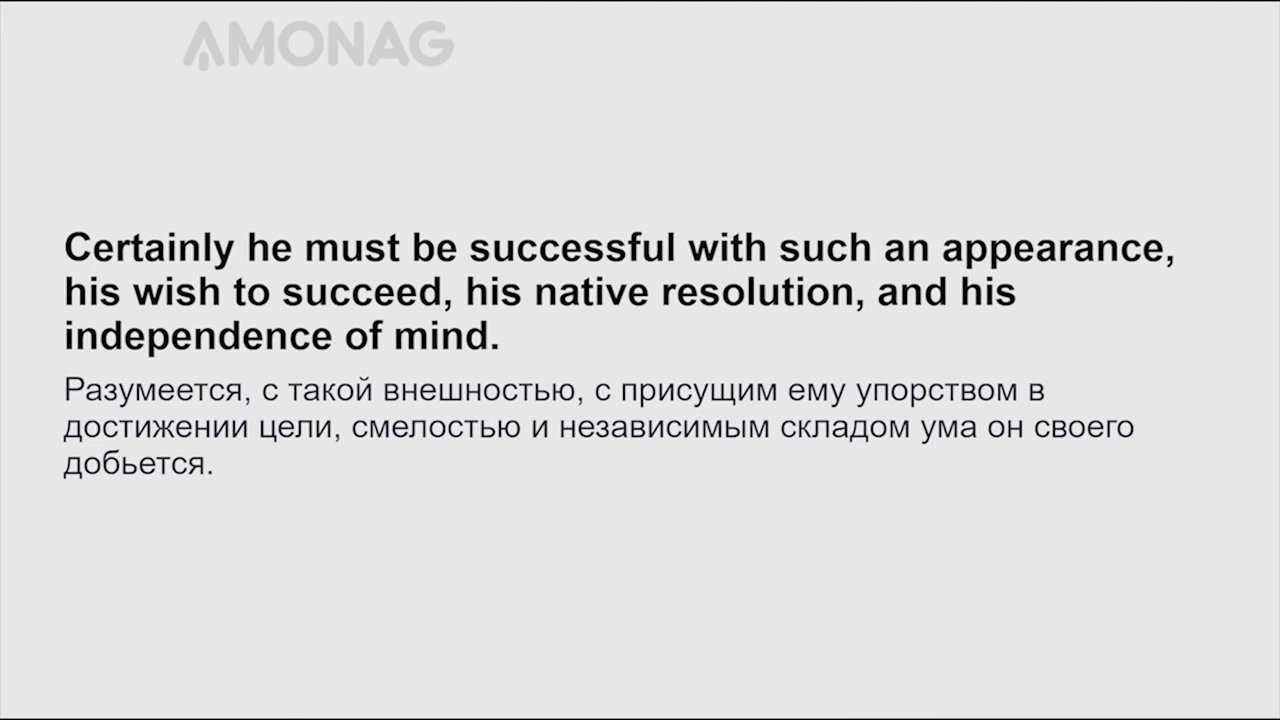 AMONAG
Certainly he must be successful with such an appearance,
his wish to succeed, his native resolution, and his
independence of mind.
Разумеется, с такой внешностью, с присущим ему упорством в
достижении цели, смелостью и независимым складом ума он своего
добьется.